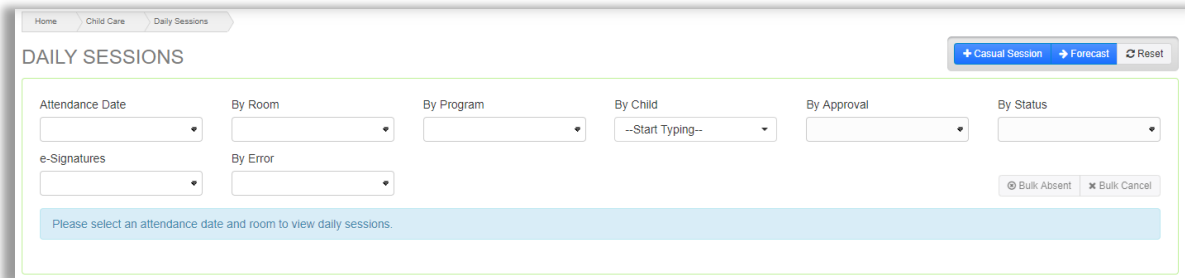 Home Child Care Daily Sessions
DAILY SESSIONS
Casual Session Forecast Reset
Attendance Date By Room By Program By Child By Approval By Status
--Start Typing--
e-Signatures By Error
Bulk Absent Bulk Cancel
Please select an attendance date and room to view daily sessions.